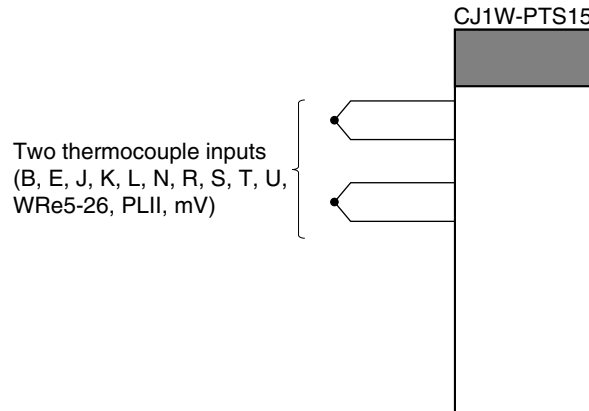 CJ1W-PTS15
Two thermocouple inputs
(B, E, J, K, L, N, R, S, T, U,
WRe5-26, PLII, mV)